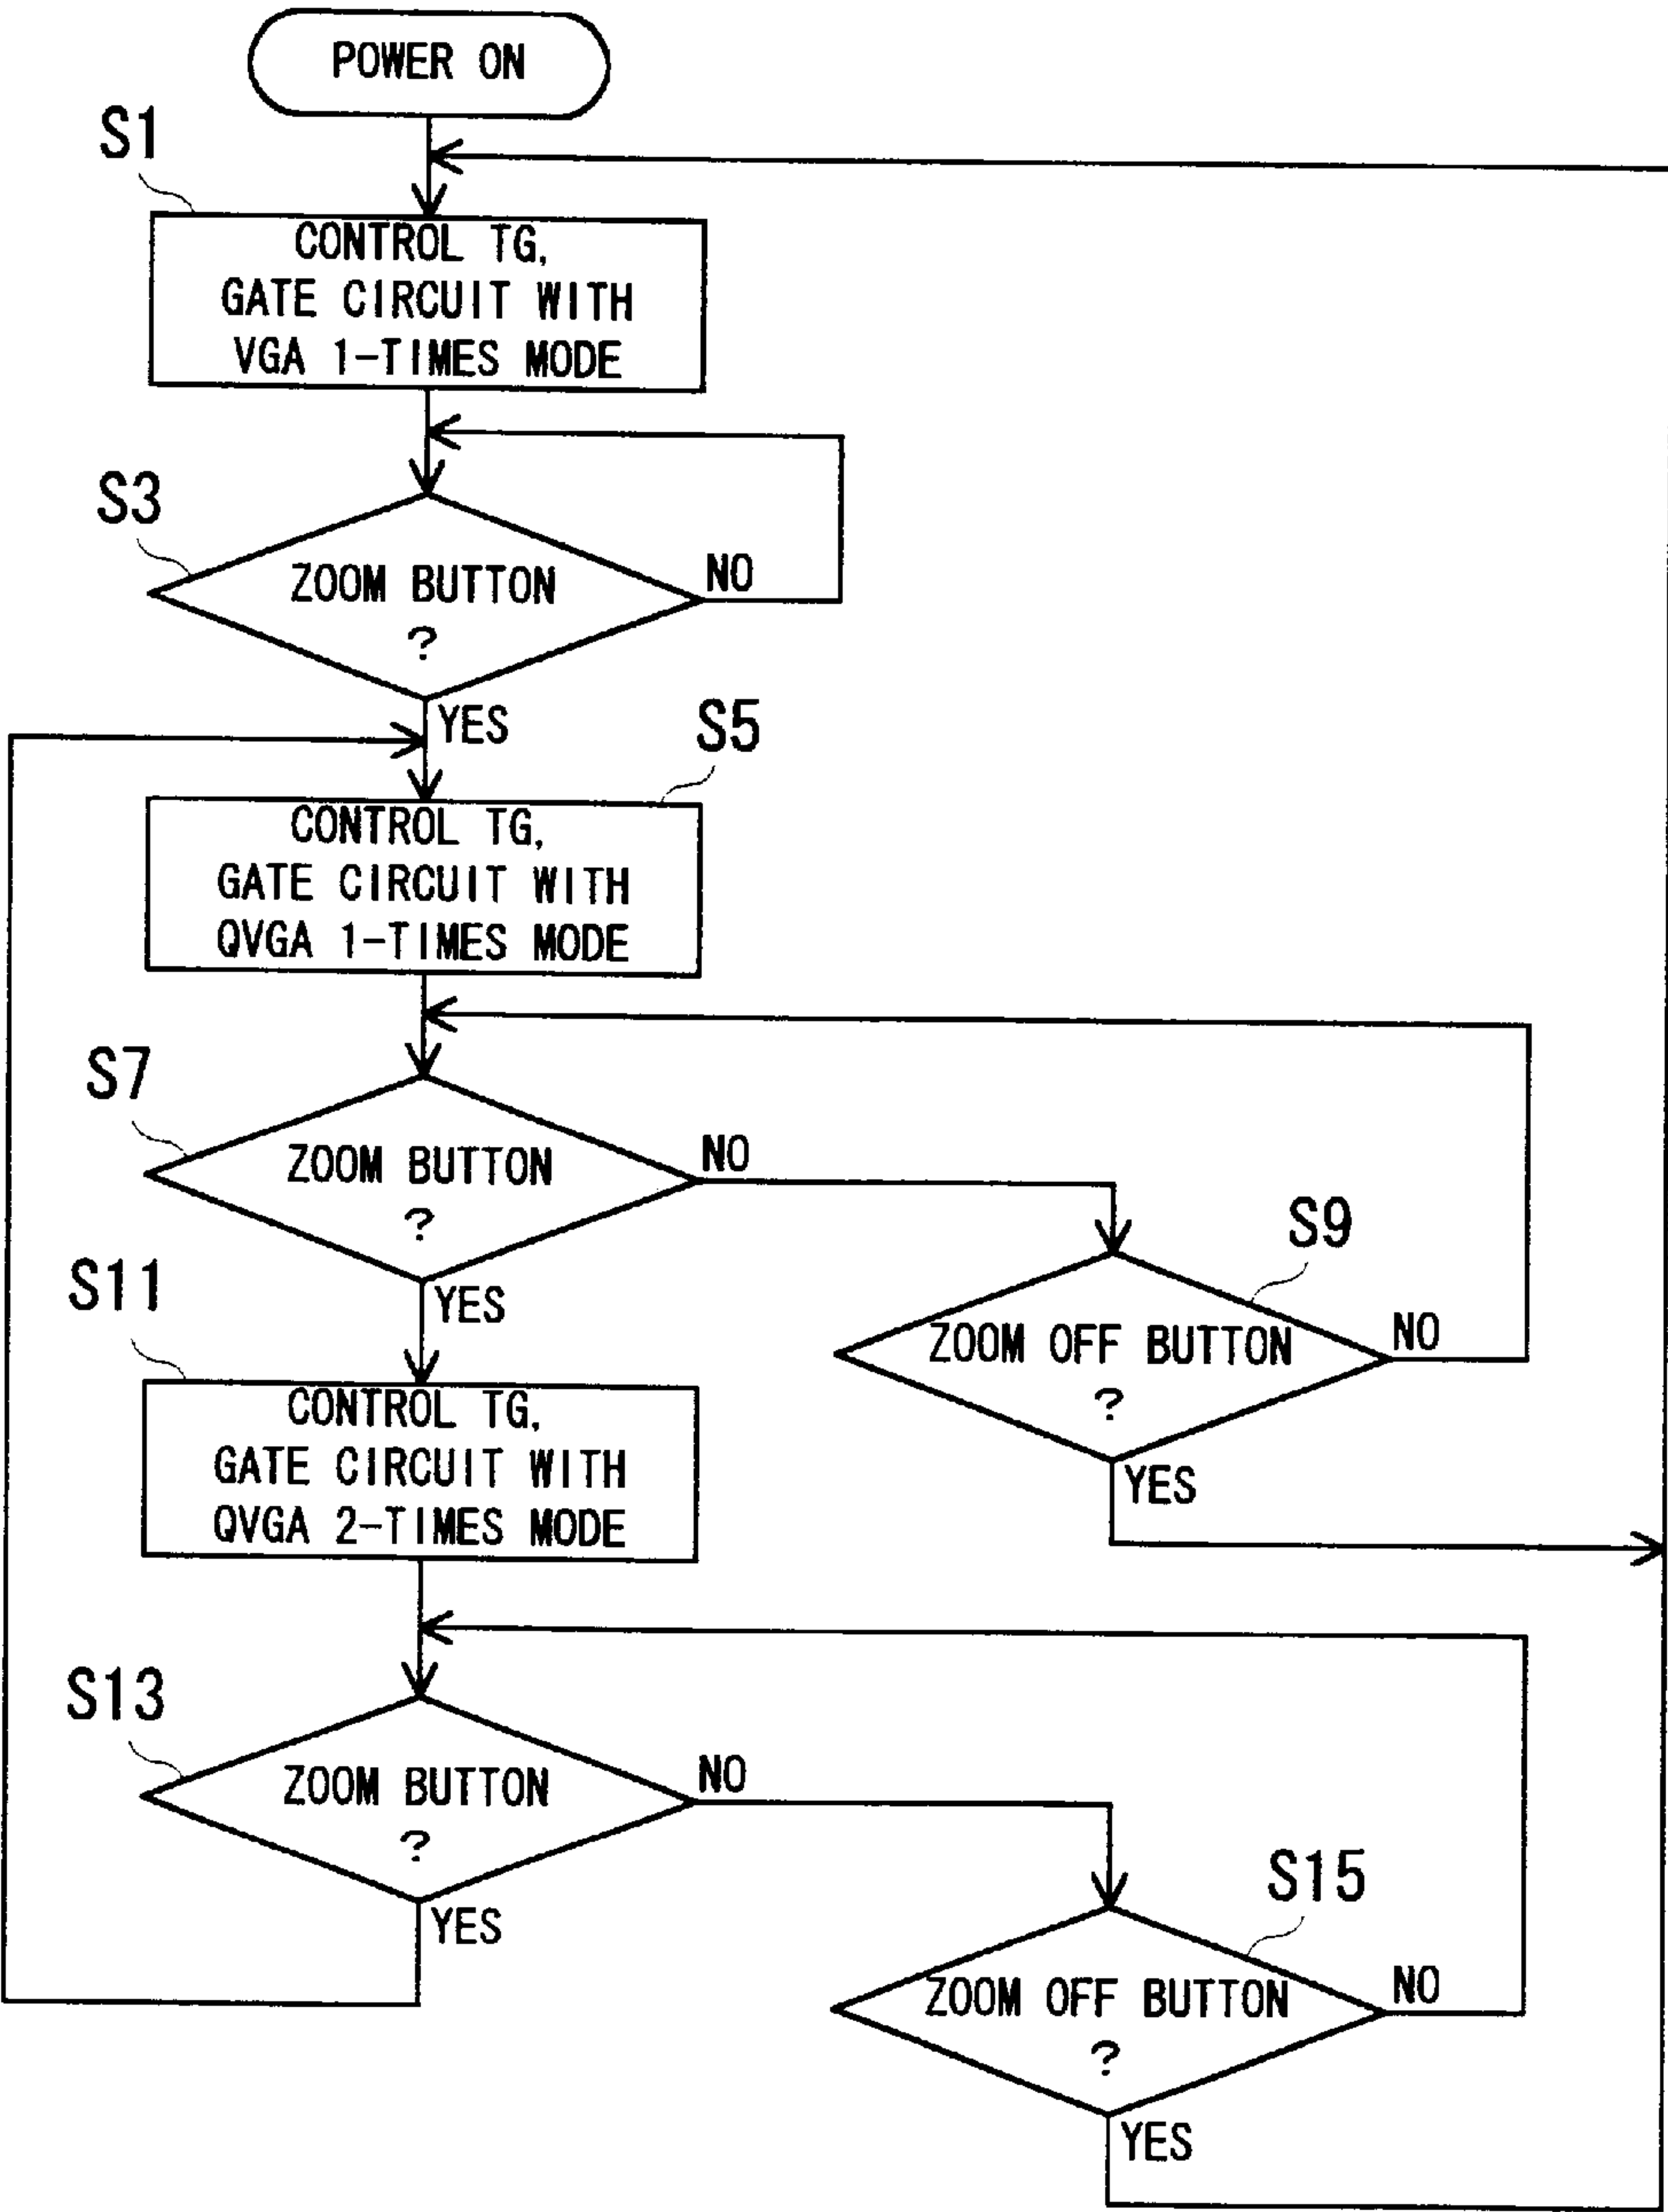 POWER ON
S1
CONTROL TG,
GATE CIRCUIT WITH
VGA 1-TIMES MODE
S3
ZOOM BUTTON
?
NO
YES
S5
CONTROL TG,
GATE CIRCUIT WITH
QVGA 1-TIMES MODE
S7
ZOOM BUTTON
?
NO
YES
S9
ZOOM OFF BUTTON
?
NO
YES
S11
CONTROL TG,
GATE CIRCUIT WITH
QVGA 2-TIMES MODE
S13
ZOOM BUTTON
?
NO
YES
S15
ZOOM OFF BUTTON
?
NO
YES